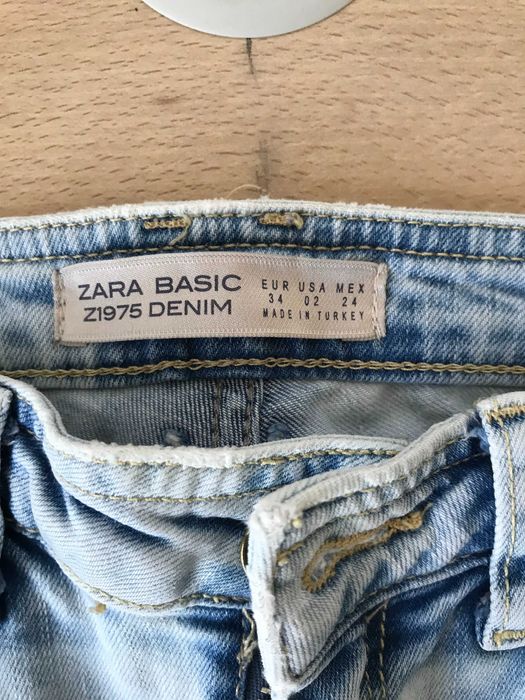 ZARA BASIC
Z1975 DENIM
EUR USA MEX
34 02 24
MADE IN TURKEY